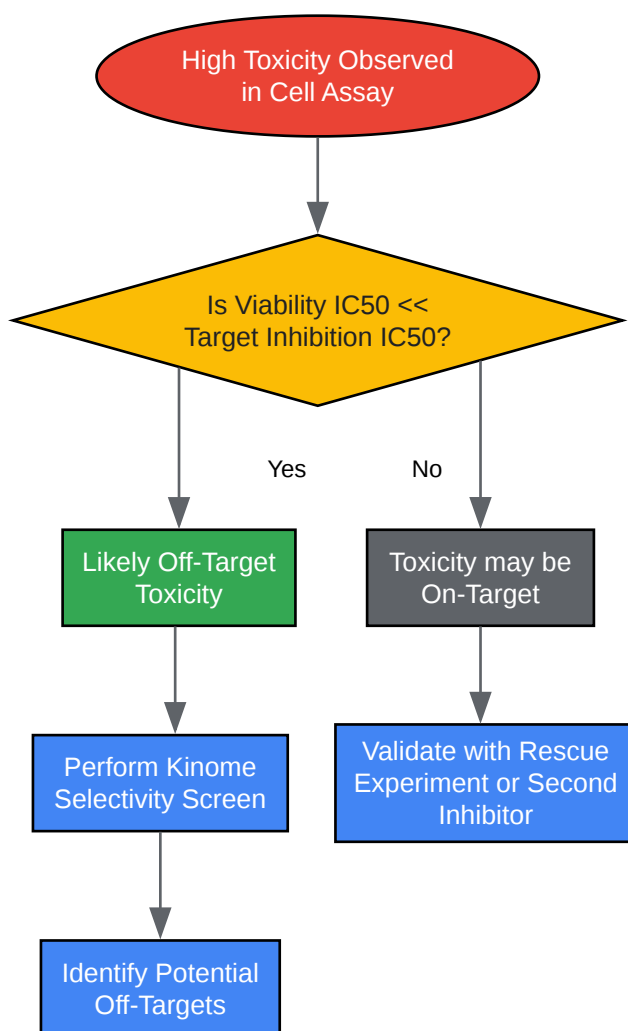 High Toxicity Observed
in Cell Assay
Is Viability IC50 <<
Target Inhibition IC50?
Yes
No
Likely Off-Target
Toxicity
Toxicity may be
On-Target
Perform Kinome
Selectivity Screen
Validate with Rescue
Experiment or Second
Inhibitor
Identify Potential
Off-Targets